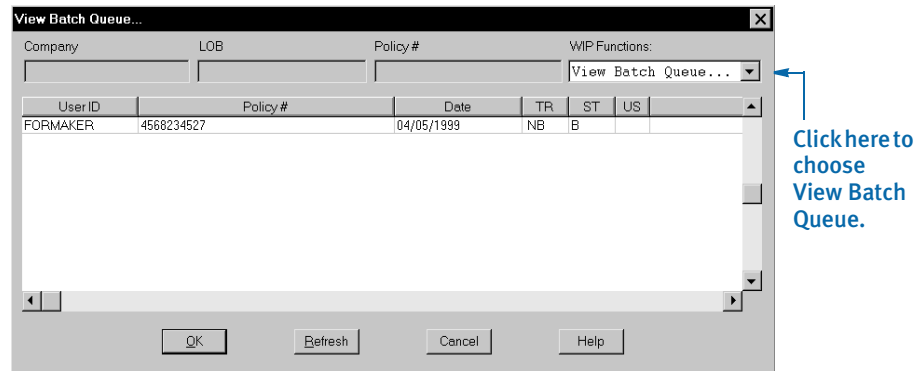 View Batch Queue...
Company LOB Policy # WIP Functions:
View Batch Queue...
User ID Policy # Date TR ST US
FORMAKER 4568234527 04/05/1999 NB B
OK Refresh Cancel Help
Click here to
choose
View Batch
Queue.